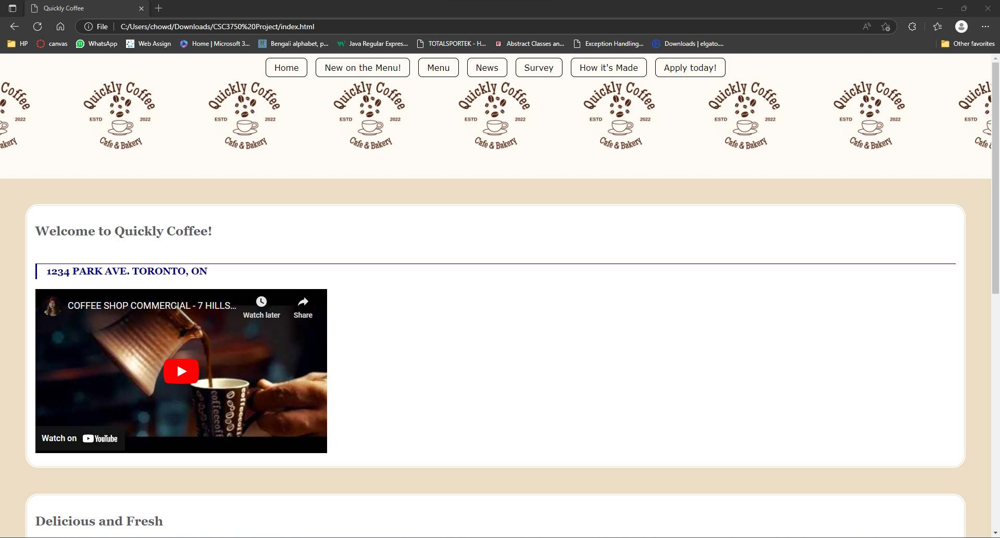 Quickly Coffee
File C:/Users/chowd/Downloads/CSC3750%20Project/index.html
HP canvas WhatsApp Web Assign Home | Microsoft 3... Bengali alphabet, p... Java Regular Expres... TOTALSPORTEK - H... Abstract Classes an... Exception Handling... Downloads | elgato.... Other favorites
Home New on the Menu! Menu News Survey How it's Made Apply today!
Coffee
2022
akery
Quickly Coffee
ESTD 2022
Cafe & Bakery
Quickly Coffee
ESTD 2022
Cafe & Bakery
Quickly Coffee
ESTD 2022
Cafe & Bakery
Quickly Coffee
ESTD 2022
Cafe & Bakery
Quickly Coffee
ESTD 2022
Cafe & Bakery
Quickly Coffee
ESTD 2022
Cafe & Bakery
Quickly Coffee
ESTD 2022
Cafe & Bakery
Quickl
ESTD
Cafe
Welcome to Quickly Coffee!
1234 PARK AVE. TORONTO, ON
COFFEE SHOP COMMERCIAL - 7 HILLS...
Watch later Share
Watch on YouTube
Delicious and Fresh